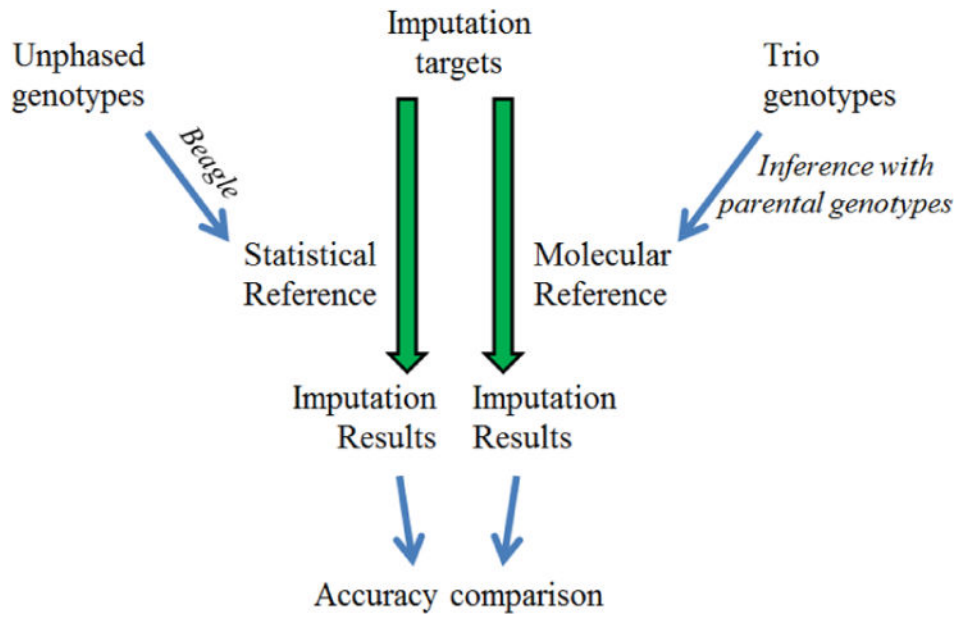 Unphased
genotypes
Imputation
targets
Trio
genotypes
Beagle
Inference with
parental genotypes
Statistical
Reference
Molecular
Reference
Imputation
Results
Imputation
Results
Accuracy comparison